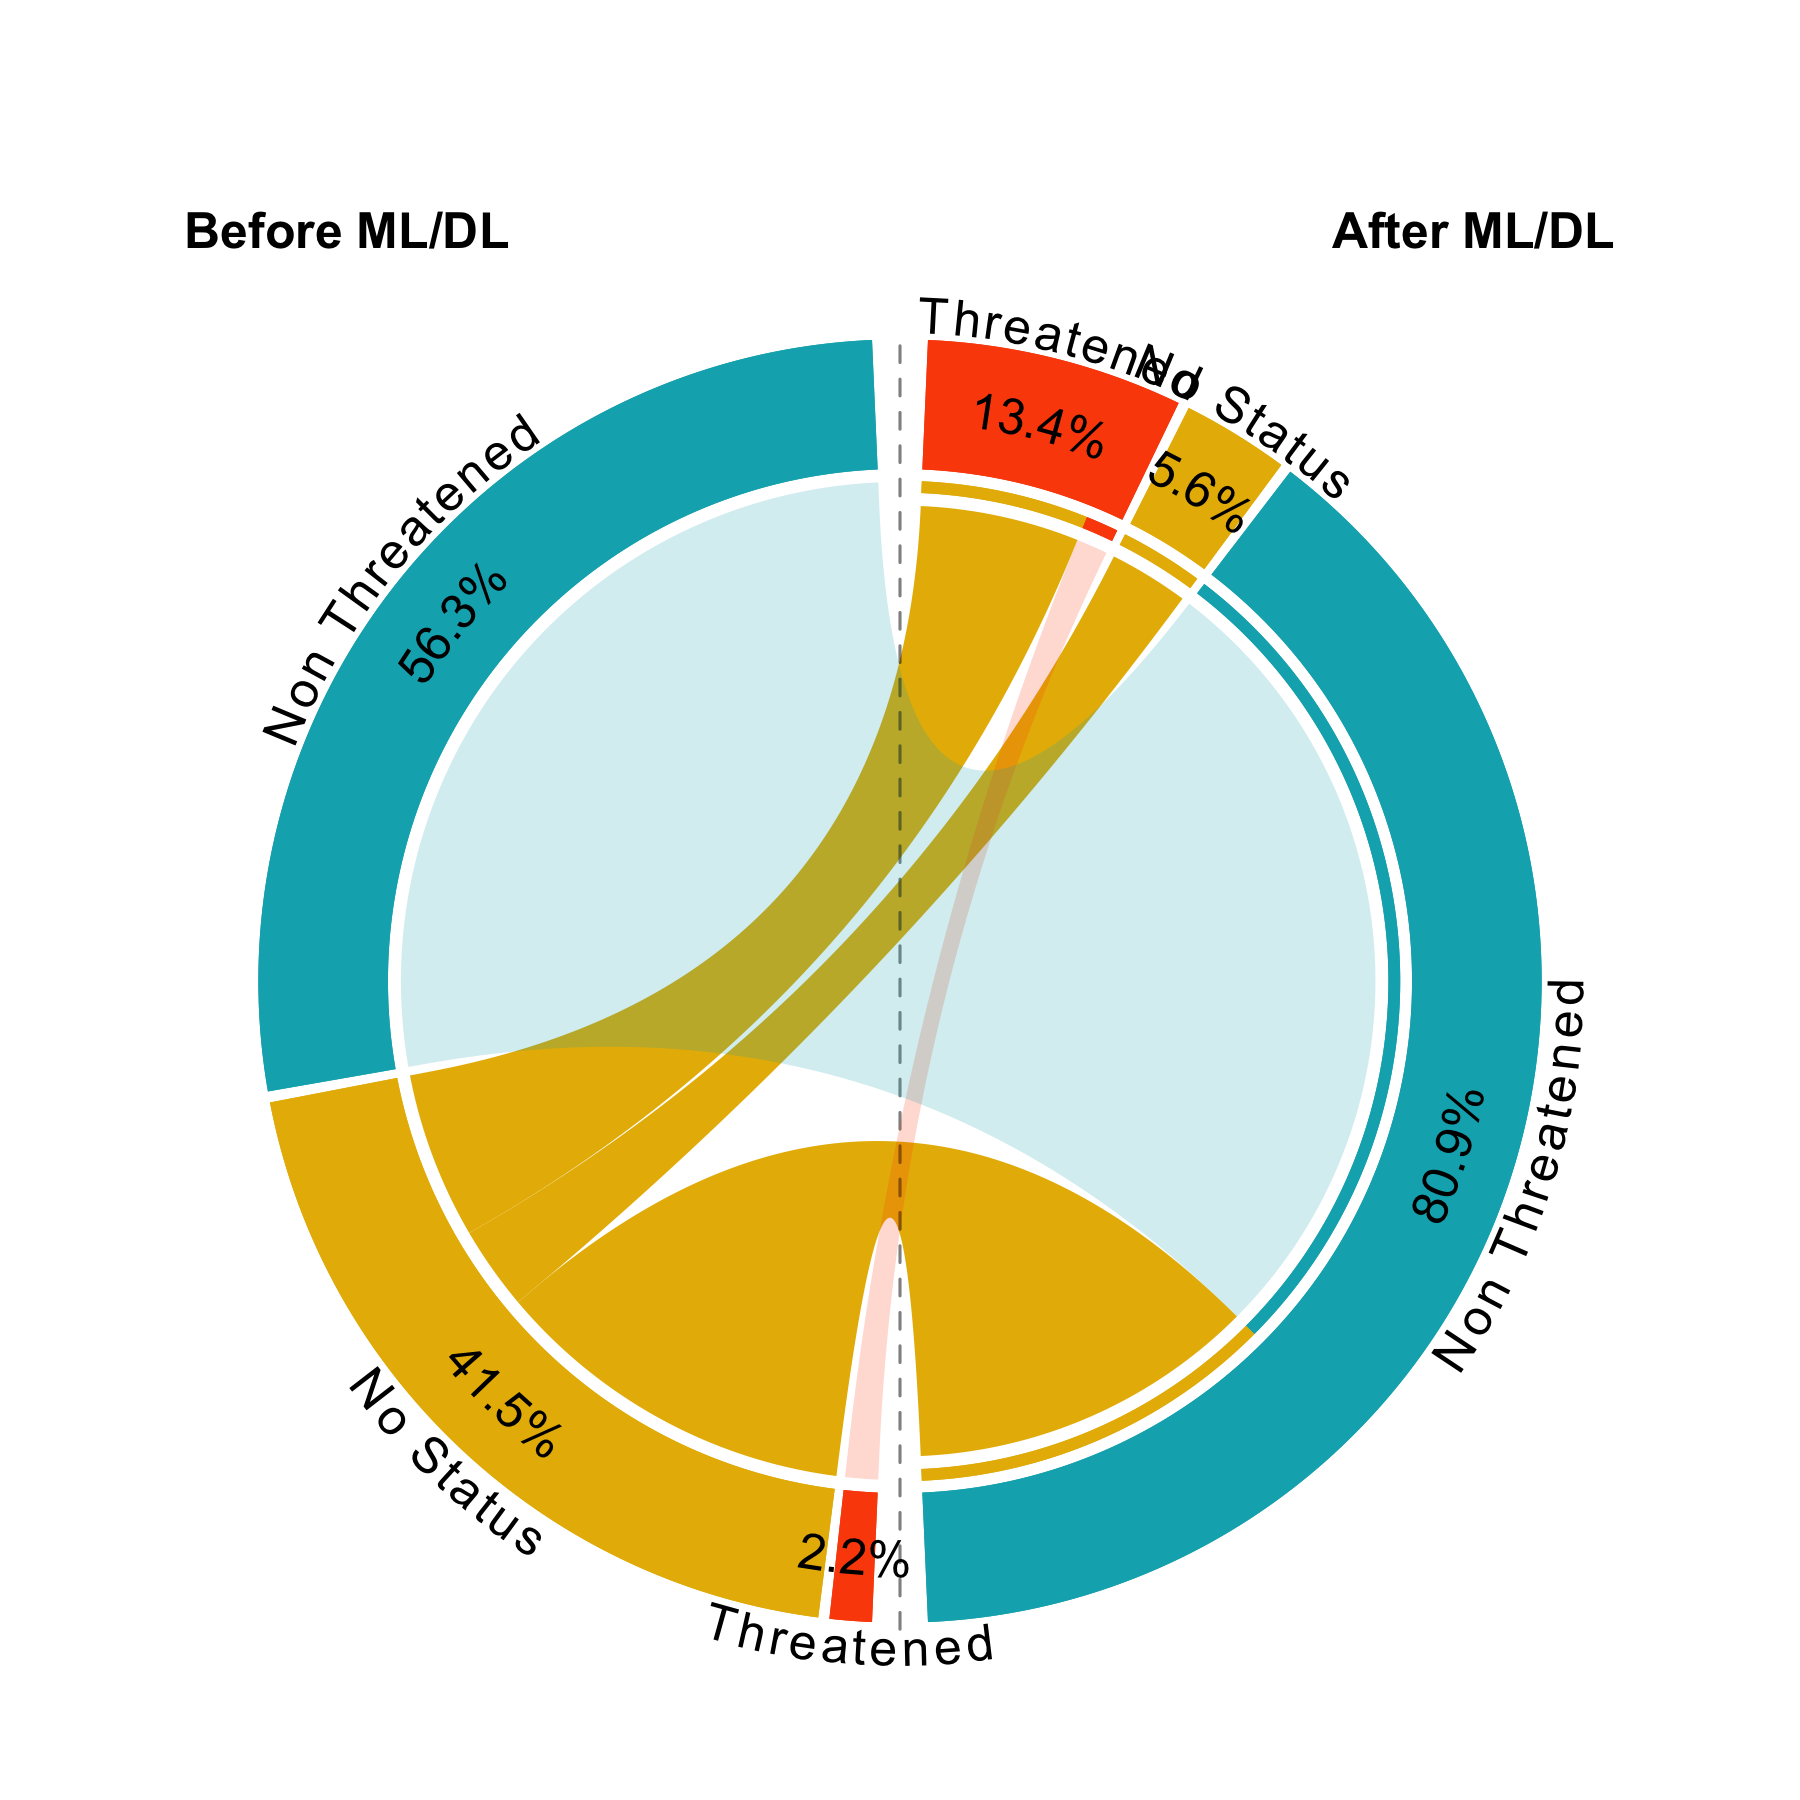 Before ML/DL
After ML/DL
Threatened
13.4%
No Status
5.6%
Non Threatened
56.3%
Non Threatened
80.9%
No Status
41.5%
Threatened
2.2%